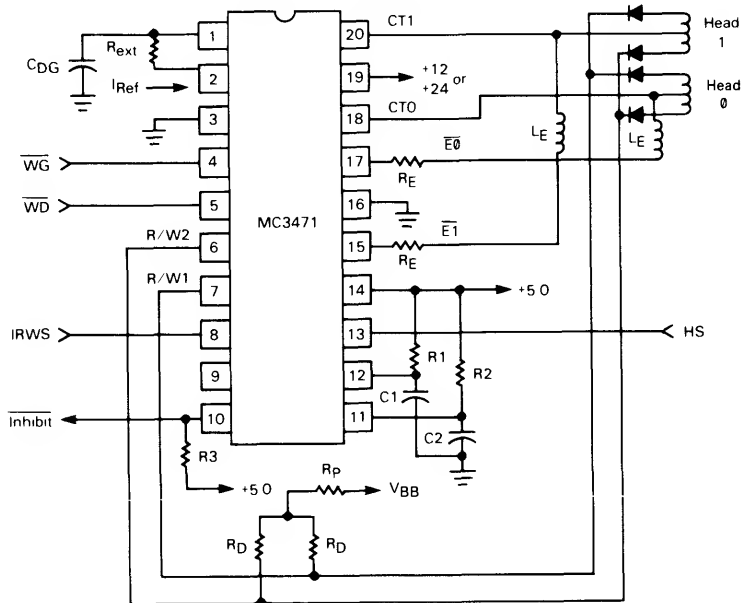 CT1
Head
1
1
20
Rext
CDG
+12
or
+24
2
19
IRef
Head
0
CT0
3
18
LE
E0
LE
WG
4
17
RE
WD
5
16
MC3471
R/W2
E1
6
15
RE
R/W1
7
14
+5 0
IRWS
8
13
HS
R1
R2
9
12
C1
Inhibit
10
11
C2
R3
RP
+5 0
VBB
RD
RD